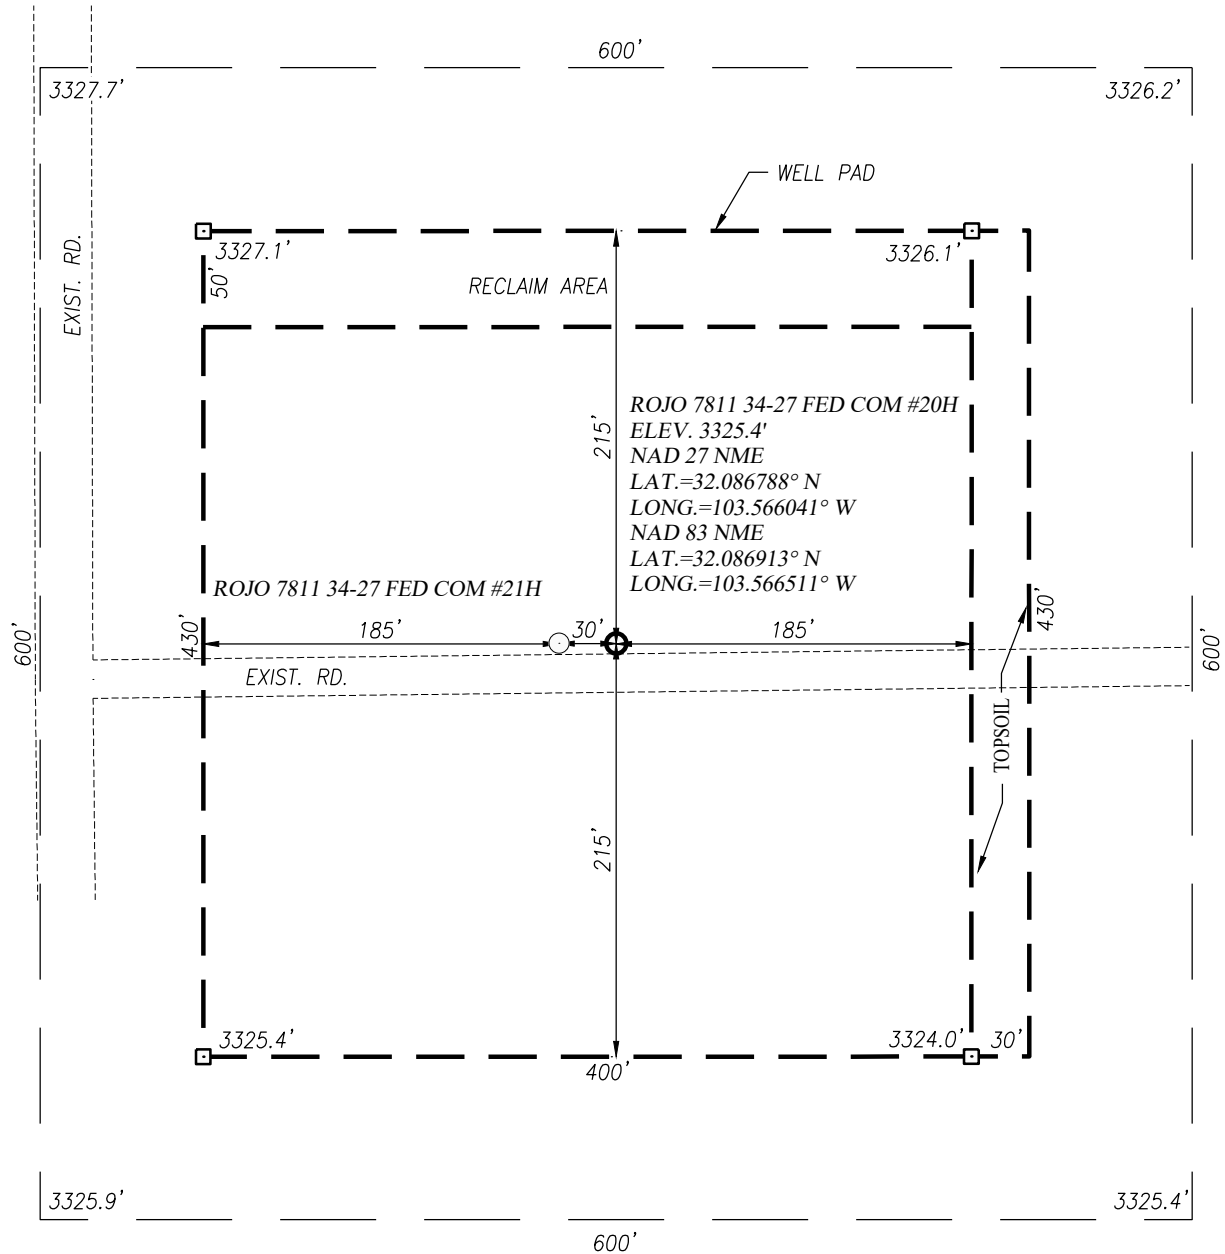 600'
3327.7'
3326.2'
WELL PAD
EXIST. RD.
3327.1'
3326.1'
50'
RECLAIM AREA
215'
ROJO 7811 34-27 FED COM #20H
ELEV. 3325.4'
NAD 27 NME
LAT.=32.086788° N
LONG.=103.566041° W
NAD 83 NME
LAT.=32.086913° N
LONG.=103.566511° W
ROJO 7811 34-27 FED COM #21H
600'
430'
185'
30'
185'
430'
600'
EXIST. RD.
TOPSOIL
215'
3325.4'
3324.0'
30'
400'
3325.9'
3325.4'
600'